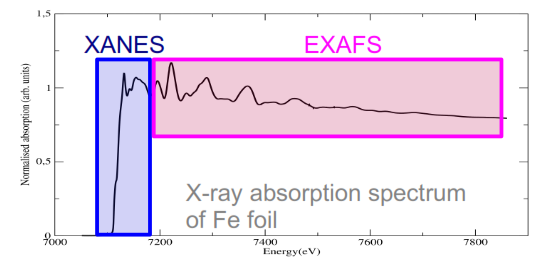 XANES
EXAFS
1.5
1
0.5
0
Normalised absorption (arb. units)
X-ray absorption spectrum
of Fe foil
7000
7200
7400
7600
7800
Energy(eV)